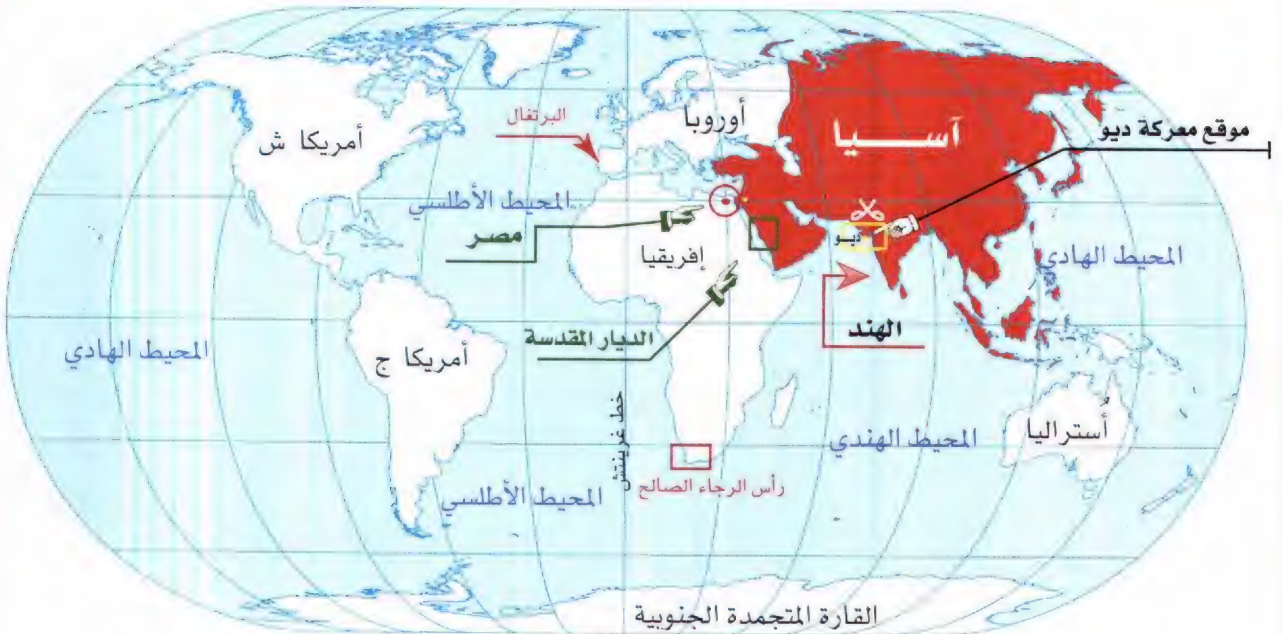 موقع معركة ديو
آسيا
أوروبا
البرتغال
أمريكا ش
المحيط الأطلسي
مصر
إفريقيا
ديو
المحيط الهادي
الديار المقدسة
الهند
المحيط الهادي
أمريكا ج
خط غرينتش
أستراليا
المحيط الهندي
رأس الرجاء الصالح
المحيط الأطلسي
القارة المتجمدة الجنوبية